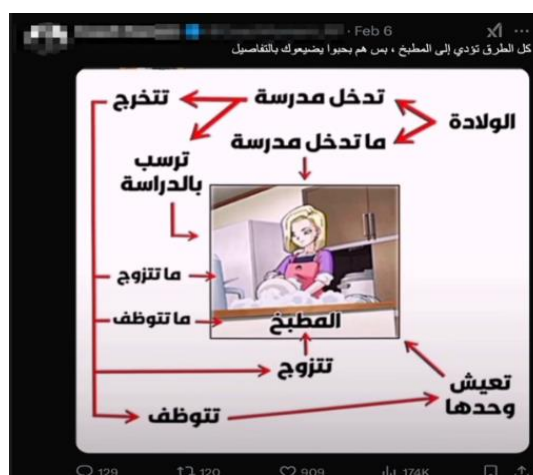 Feb 6
كل الطرق تؤدي إلى المطبخ ، بس هم بحبوا يضيعوك بالتفاصيل
الولادة
تدخل مدرسة
تتخرج
ما تدخل مدرسة
ترسب
بالدراسة
ما تتزوج
ما تتوظف
المطبخ
تتزوج
تعيش
وحدها
تتوظف
129
120
909
174K